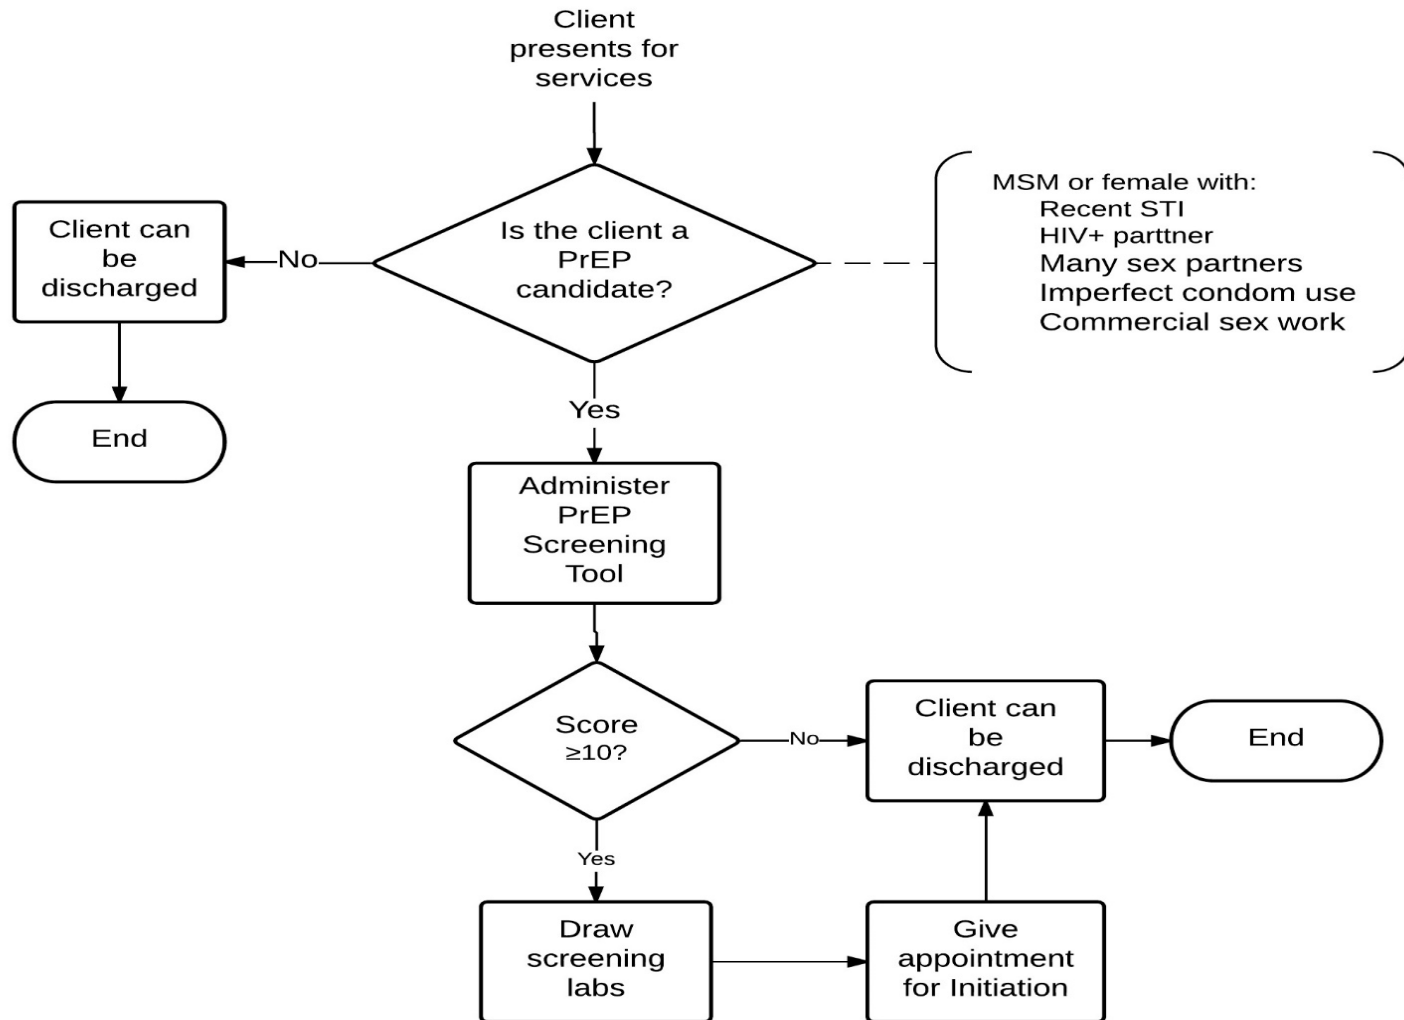 Client
presents for
services
Is the client a
PrEP
candidate?
MSM or female with:
Recent STI
HIV+ parttner
Many sex partners
Imperfect condom use
Commercial sex work
No
Client can
be
discharged
End
Yes
Administer
PrEP
Screening
Tool
Score
≥10?
No
Client can
be
discharged
End
Yes
Draw
screening
labs
Give
appointment
for Initiation